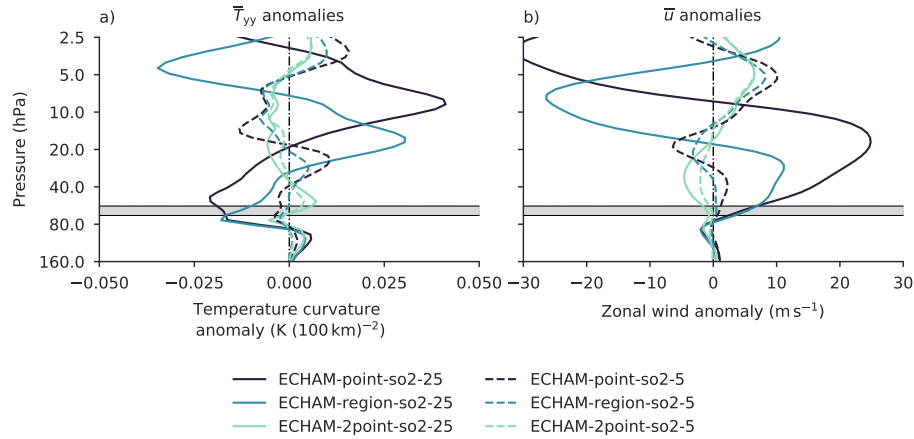 a)
T̅yy anomalies
b)
u̅ anomalies
2.5
5.0
10.0
20.0
40.0
80.0
160.0
Pressure (hPa)
−0.050 −0.025 0.000 0.025 0.050
−30 −20 −10 0 10 20 30
Temperature curvature
anomaly (K (100 km)⁻²)
Zonal wind anomaly (m s⁻¹)
ECHAM-point-so2-25
ECHAM-region-so2-25
ECHAM-2point-so2-25
ECHAM-point-so2-5
ECHAM-region-so2-5
ECHAM-2point-so2-5